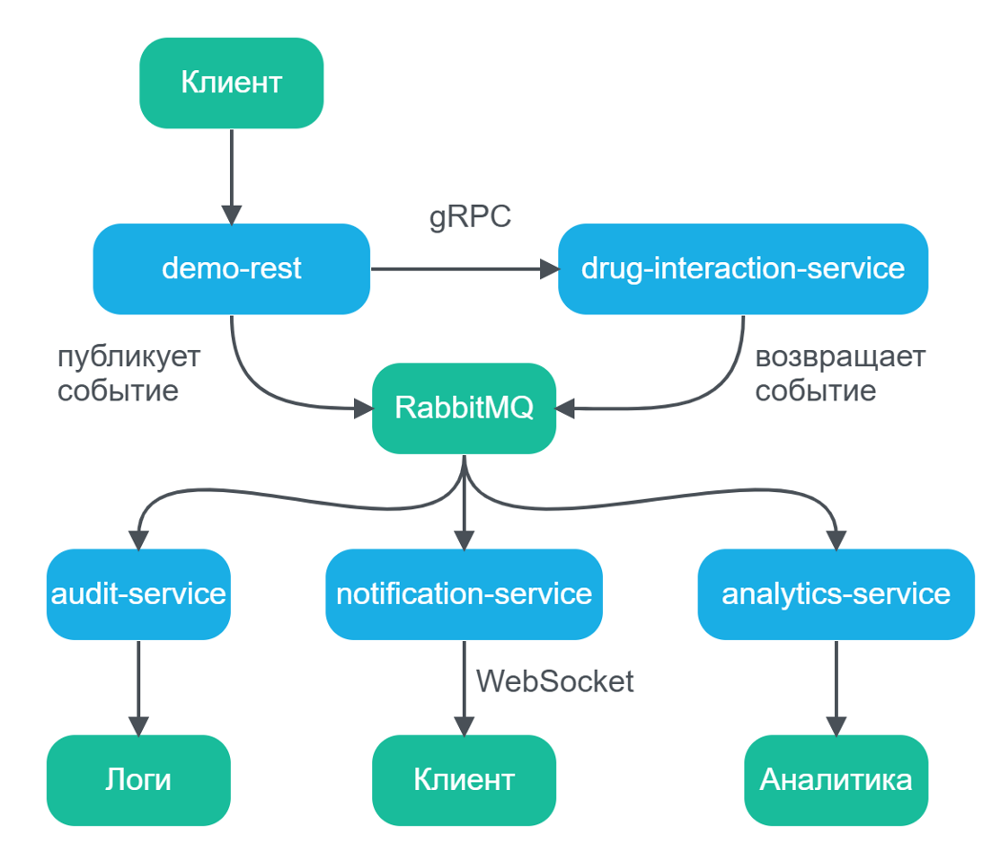 Клиент
gRPC
demo-rest
drug-interaction-service
публикует
событие
возвращает
событие
RabbitMQ
audit-service
notification-service
analytics-service
WebSocket
Логи
Клиент
Аналитика